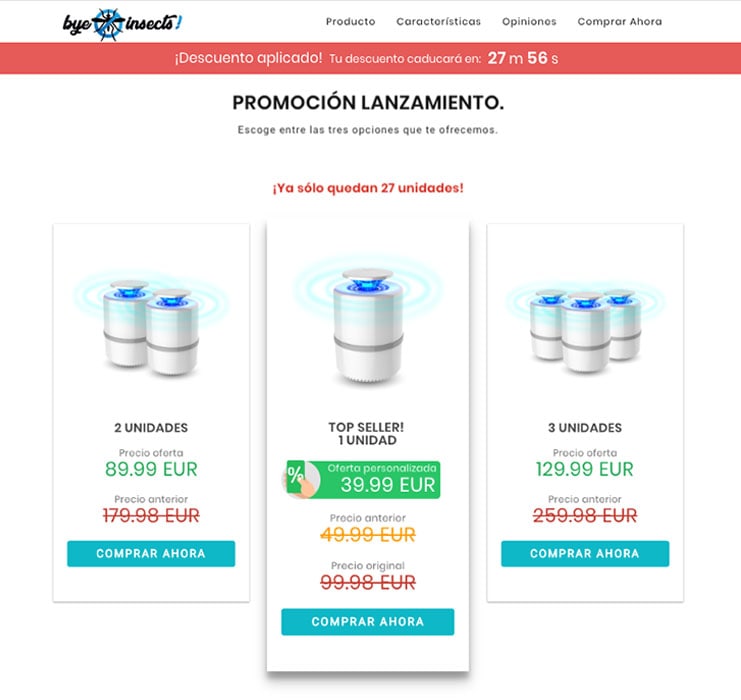 bye insects!
Producto Características Opiniones Comprar Ahora
¡Descuento aplicado! Tu descuento caducará en: 27 m 56 s
PROMOCIÓN LANZAMIENTO.
Escoge entre las tres opciones que te ofrecemos.
¡Ya sólo quedan 27 unidades!
2 UNIDADES
Precio oferta
89.99 EUR
Precio anterior
179.98 EUR
COMPRAR AHORA
TOP SELLER!
1 UNIDAD
%
Oferta personalizada
39.99 EUR
Precio anterior
49.99 EUR
Precio original
99.98 EUR
COMPRAR AHORA
3 UNIDADES
Precio oferta
129.99 EUR
Precio anterior
259.98 EUR
COMPRAR AHORA